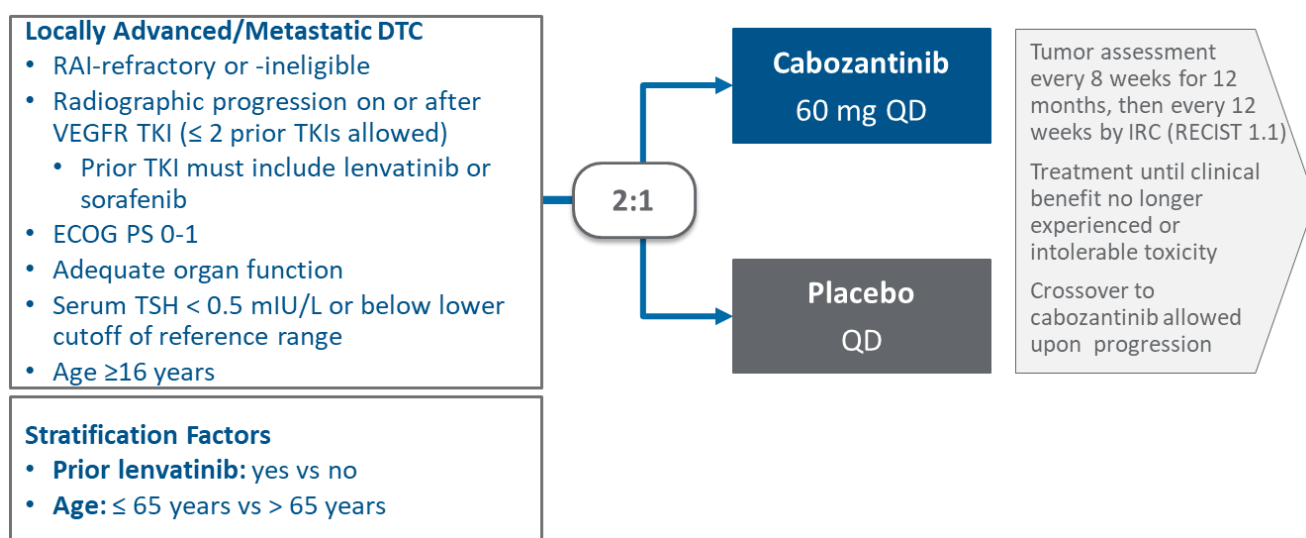 Locally Advanced/Metastatic DTC
• RAI-refractory or -ineligible
• Radiographic progression on or after
VEGFR TKI (≤ 2 prior TKIs allowed)
• Prior TKI must include lenvatinib or
sorafenib
• ECOG PS 0-1
• Adequate organ function
• Serum TSH < 0.5 mIU/L or below lower
cutoff of reference range
• Age ≥16 years
Stratification Factors
• Prior lenvatinib: yes vs no
• Age: ≤ 65 years vs > 65 years
2:1
Cabozantinib
60 mg QD
Placebo
QD
Tumor assessment
every 8 weeks for 12
months, then every 12
weeks by IRC (RECIST 1.1)
Treatment until clinical
benefit no longer
experienced or
intolerable toxicity
Crossover to
cabozantinib allowed
upon progression